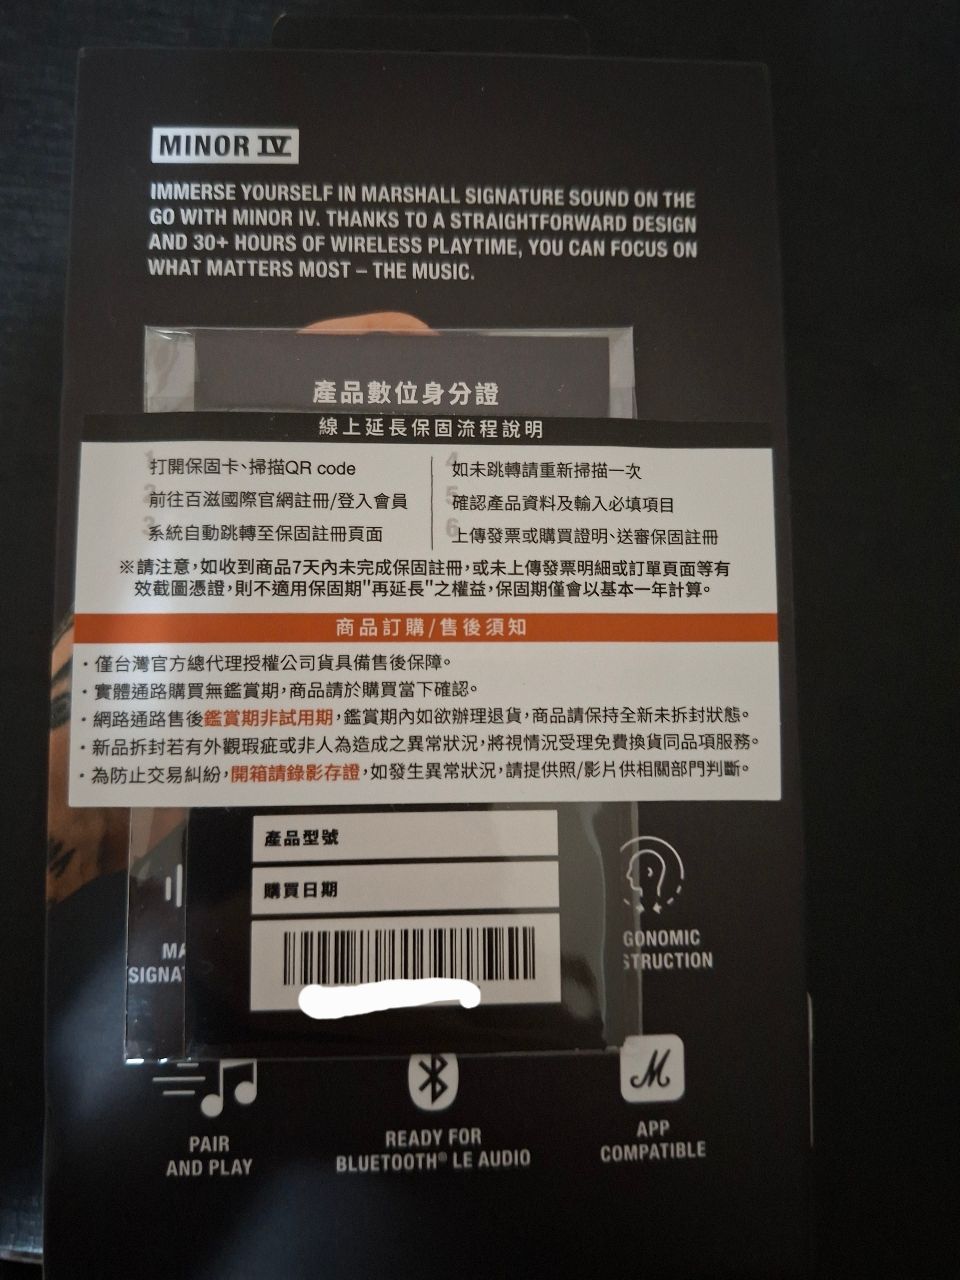 MINOR IV
IMMERSE YOURSELF IN MARSHALL SIGNATURE SOUND ON THE
GO WITH MINOR IV. THANKS TO A STRAIGHTFORWARD DESIGN
AND 30+ HOURS OF WIRELESS PLAYTIME, YOU CAN FOCUS ON
WHAT MATTERS MOST – THE MUSIC.
產品數位身分證
線上延長保固流程說明
1 打開保固卡、掃描QR code
2 前往百滋國際官網註冊/登入會員
3 系統自動跳轉至保固註冊頁面
4 如未跳轉請重新掃描一次
5 確認產品資料及輸入必填項目
6 上傳發票或購買證明、送審保固註冊
※請注意,如收到商品7天內未完成保固註冊,或未上傳發票明細或訂單頁面等有
效截圖憑證,則不適用保固期"再延長"之權益,保固期僅會以基本一年計算。
商品訂購/售後須知
·僅台灣官方總代理授權公司貨具備售後保障。
·實體通路購買無鑑賞期,商品請於購買當下確認。
·網路通路售後鑑賞期非試用期,鑑賞期內如欲辦理退貨,商品請保持全新未拆封狀態。
·新品拆封若有外觀瑕疵或非人為造成之異常狀況,將視情況受理免費換貨同品項服務。
·為防止交易糾紛,開箱請錄影存證,如發生異常狀況,請提供照/影片供相關部門判斷。
產品型號
購買日期
MA
SIGNA
GONOMIC
STRUCTION
PAIR
AND PLAY
READY FOR
BLUETOOTH® LE AUDIO
M
APP
COMPATIBLE